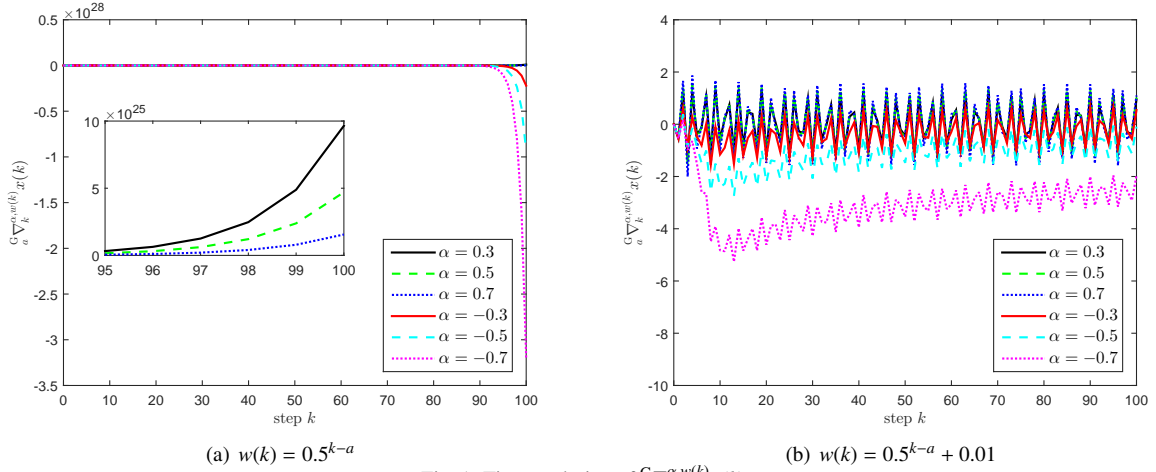 ×10^28
0.5
0
-0.5
-1
-1.5
-2
-2.5
-3
-3.5
^G_a ∇_k^{α,w(k)} x(k)
×10^25
10
5
0
95 96 97 98 99 100
α = 0.3
α = 0.5
α = 0.7
α = −0.3
α = −0.5
α = −0.7
0 10 20 30 40 50 60 70 80 90 100
step k
(a) w(k) = 0.5^{k−a}
4
2
0
-2
-4
-6
-8
-10
^G_a ∇_k^{α,w(k)} x(k)
α = 0.3
α = 0.5
α = 0.7
α = −0.3
α = −0.5
α = −0.7
0 10 20 30 40 50 60 70 80 90 100
step k
(b) w(k) = 0.5^{k−a} + 0.01